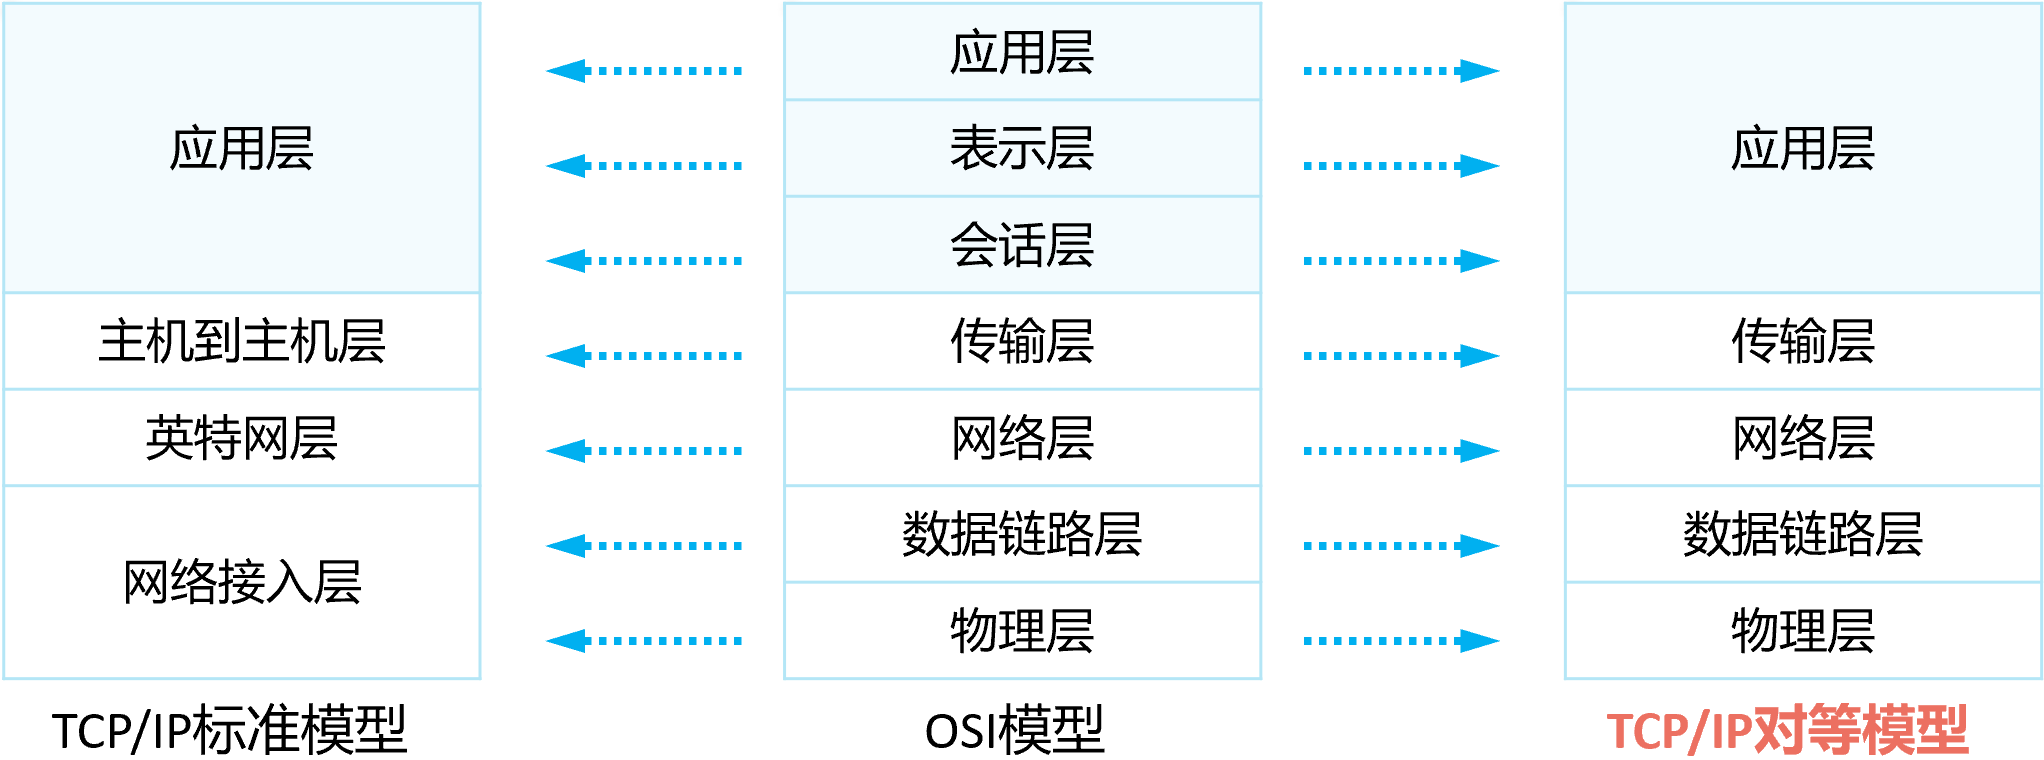 应用层
主机到主机层
英特网层
网络接入层
TCP/IP标准模型
应用层
表示层
会话层
传输层
网络层
数据链路层
物理层
OSI模型
应用层
传输层
网络层
数据链路层
物理层
TCP/IP对等模型